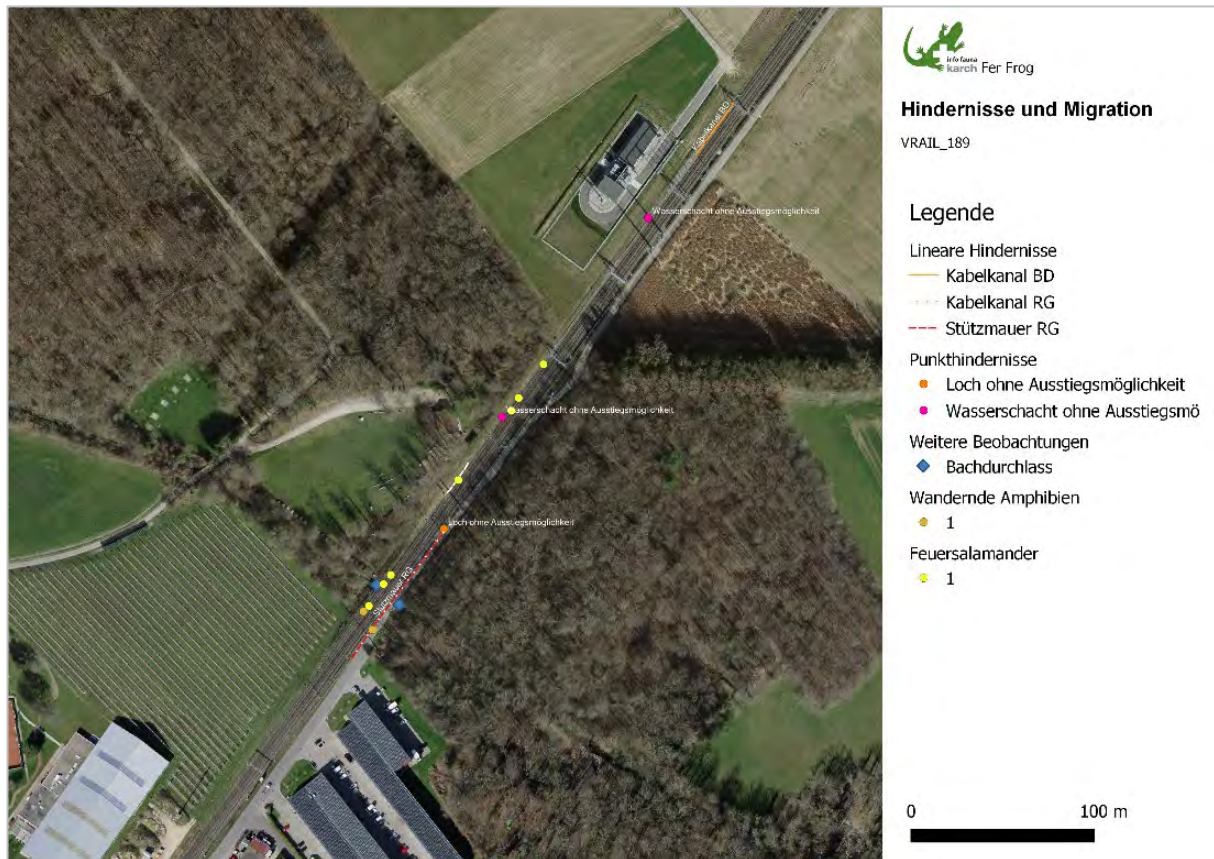 info fauna
karch Fer Frog
Hindernisse und Migration
VRAIL_189
Legende
Lineare Hindernisse
Kabelkanal BD
Kabelkanal RG
Stützmauer RG
Punkthindernisse
Loch ohne Ausstiegsmöglichkeit
Wasserschacht ohne Ausstiegsmö
Weitere Beobachtungen
Bachdurchlass
Wandernde Amphibien
1
Feuersalamander
1
0 100 m
Kabelkanal BD
Wasserschacht ohne Ausstiegsmöglichkeit
Wasserschacht ohne Ausstiegsmöglichkeit
Loch ohne Ausstiegsmöglichkeit
Stützmauer RG